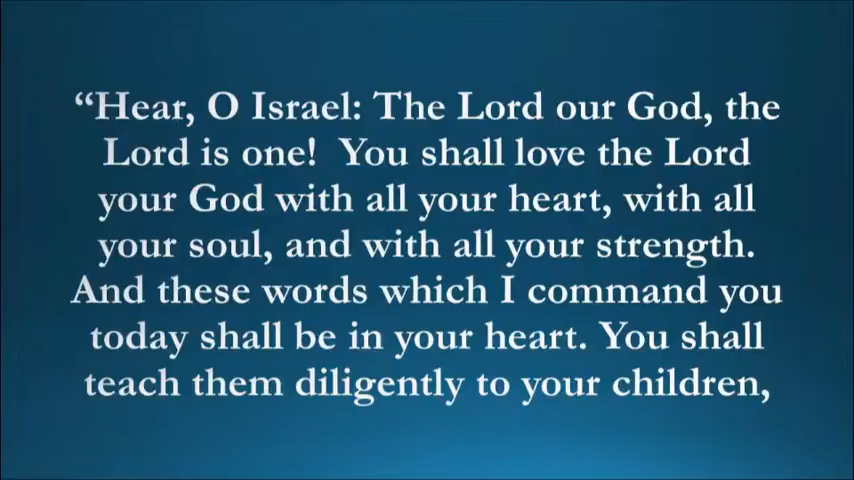 “Hear, O Israel: The Lord our God, the
Lord is one!  You shall love the Lord
your God with all your heart, with all
your soul, and with all your strength.
And these words which I command you
today shall be in your heart. You shall
teach them diligently to your children,